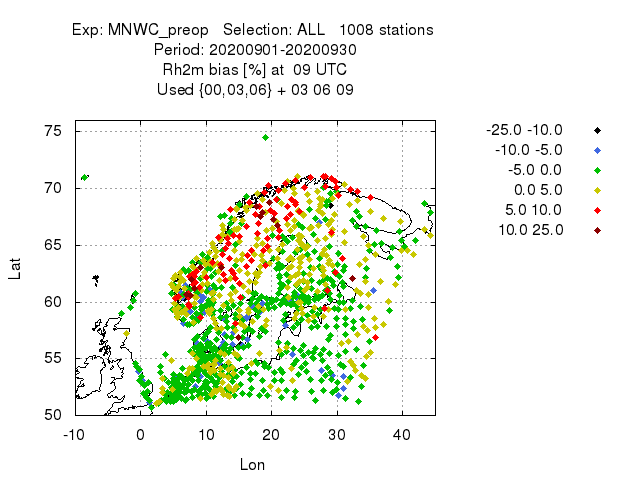 Exp: MNWC_preop   Selection: ALL   1008 stations
Period: 20200901-20200930
Rh2m bias [%] at  09 UTC
Used {00,03,06} + 03 06 09
-25.0 -10.0
-10.0 -5.0
-5.0 0.0
0.0 5.0
5.0 10.0
10.0 25.0
75
70
65
60
55
50
Lat
-10 0 10 20 30 40
Lon